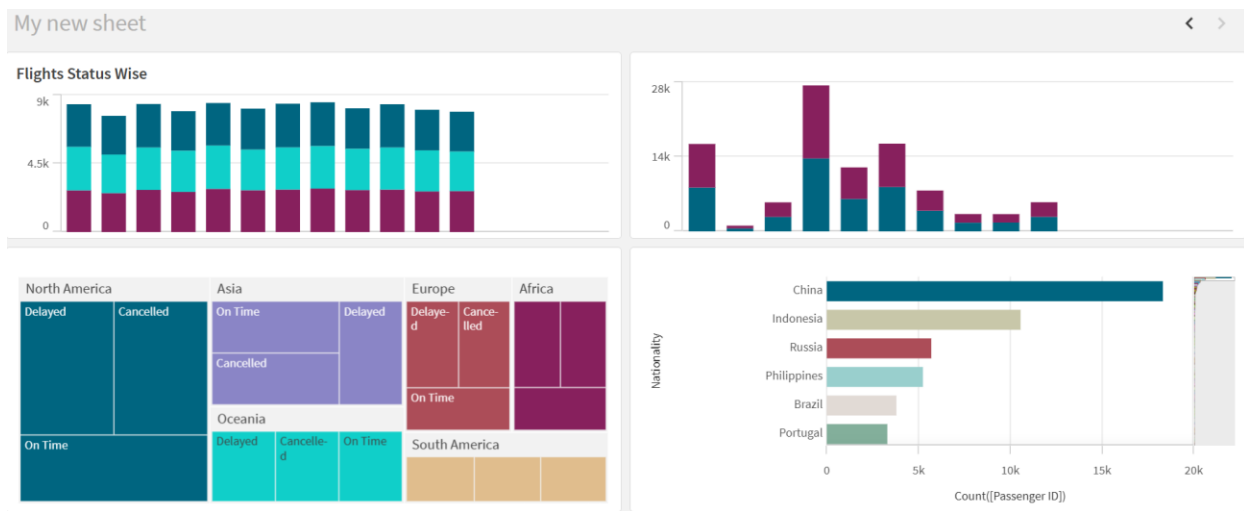 My new sheet
Flights Status Wise
9k
4.5k
0
28k
14k
0
North America
Delayed
Cancelled
On Time
Asia
On Time
Delayed
Cancelled
Oceania
Delayed
Cancelle-
d
On Time
Europe
Delaye-
d
Cance-
lled
On Time
Africa
South America
Nationality
China
Indonesia
Russia
Philippines
Brazil
Portugal
0
5k
10k
15k
20k
Count([Passenger ID])